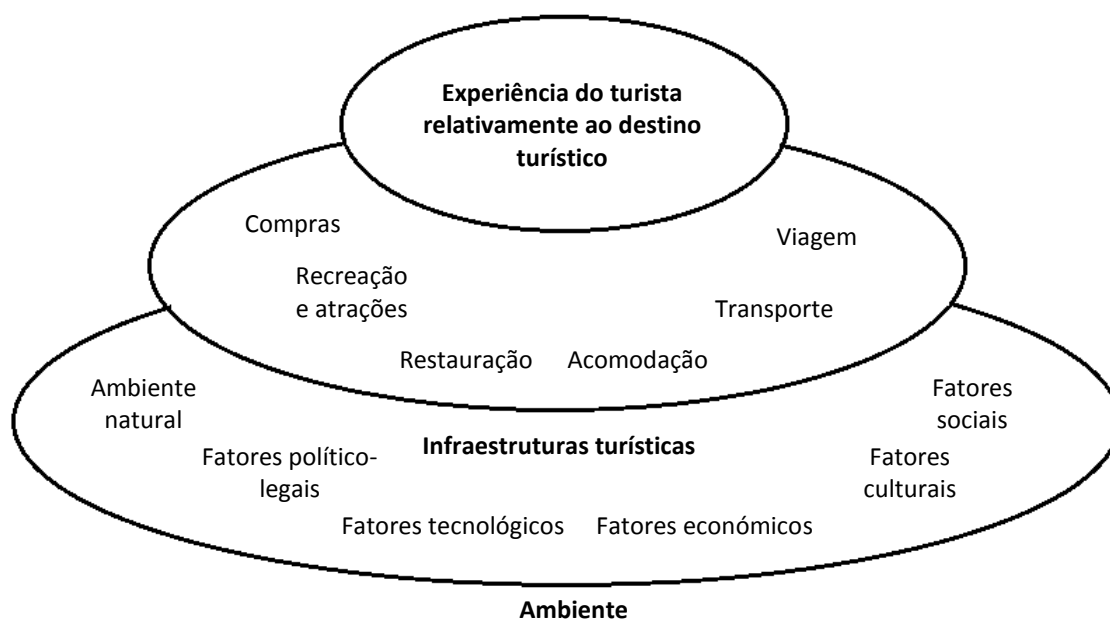 Experiência do turista
relativamente ao destino
turístico
Compras
Viagem
Recreação
e atrações
Transporte
Restauração
Acomodação
Ambiente
natural
Fatores
sociais
Infraestruturas turísticas
Fatores político-
legais
Fatores
culturais
Fatores tecnológicos
Fatores económicos
Ambiente